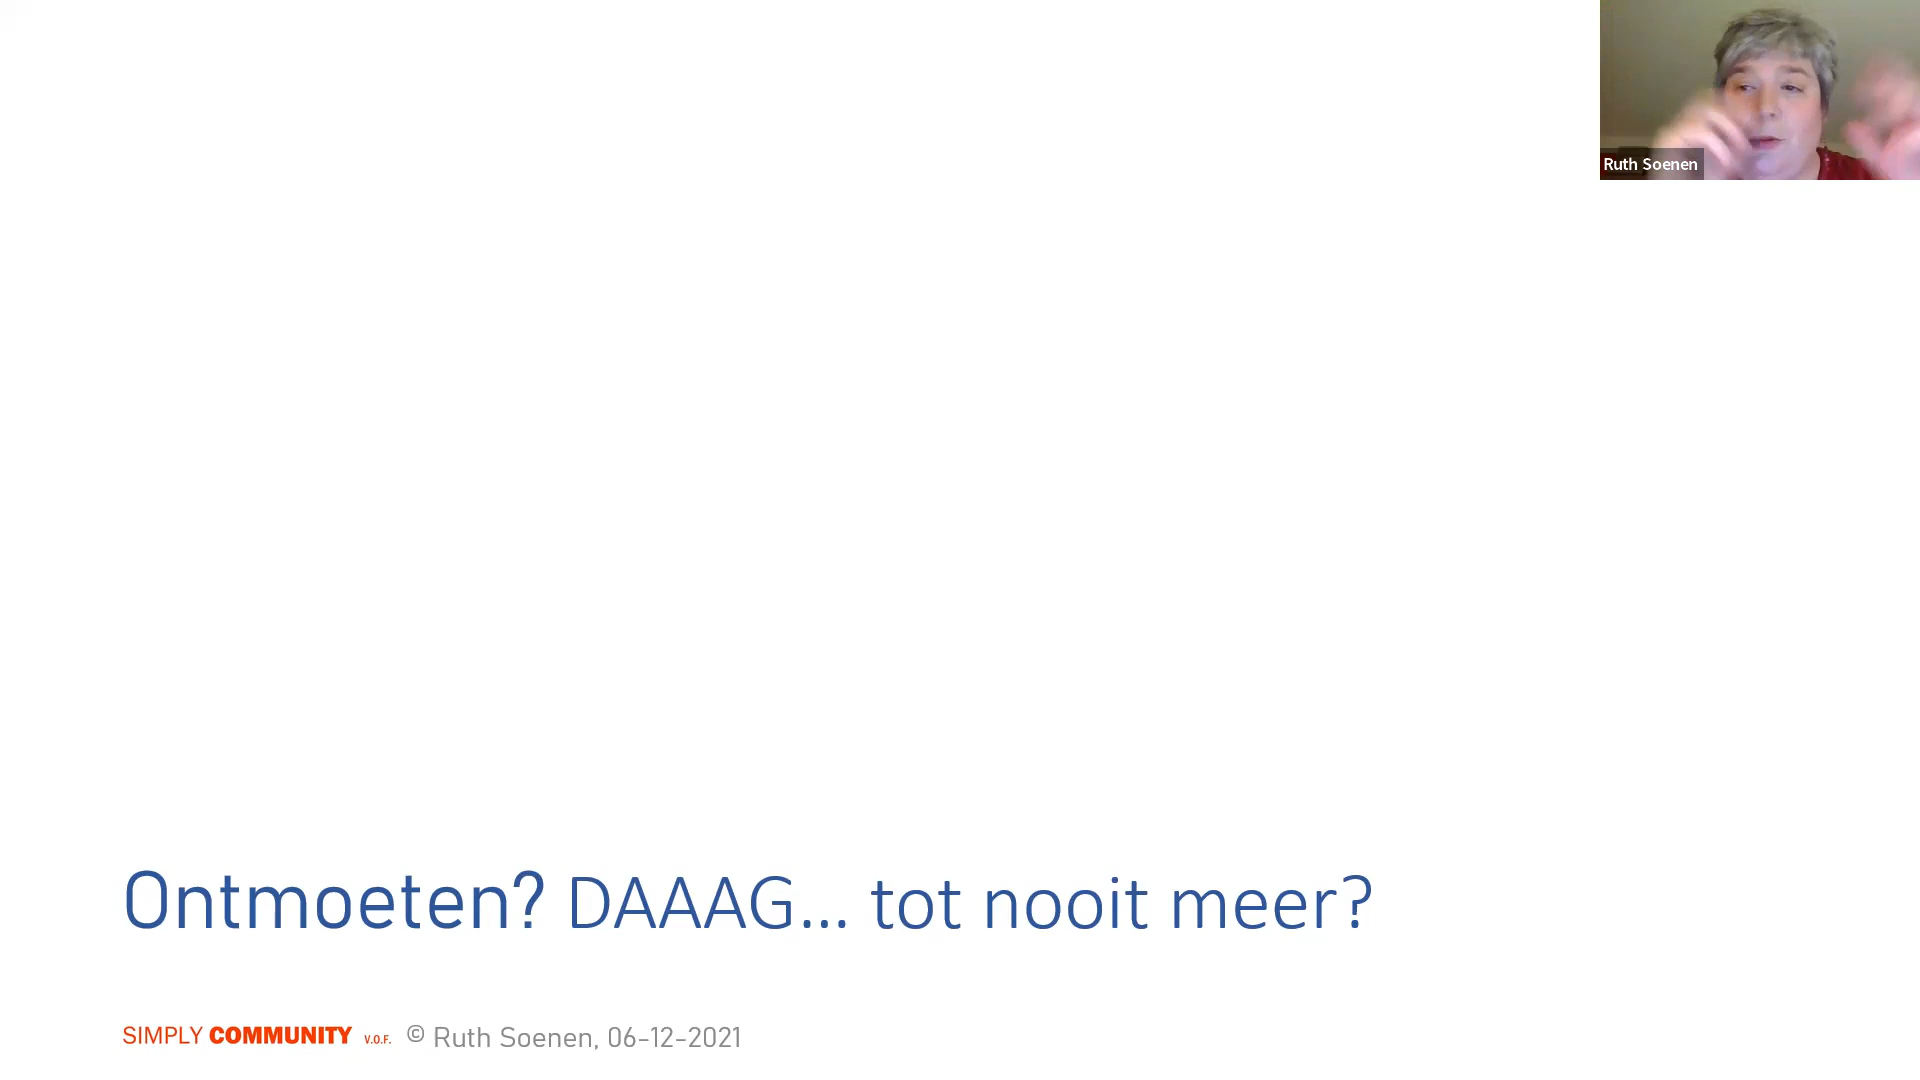 Ruth Soenen
Ontmoeten? DAAAG... tot nooit meer?
SIMPLY COMMUNITY V.O.F. © Ruth Soenen, 06-12-2021